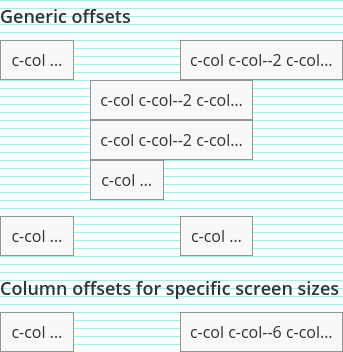 Generic offsets
c-col ... c-col c-col--2 c-col...
c-col c-col--2 c-col...
c-col c-col--2 c-col...
c-col ...
c-col ... c-col ...
Column offsets for specific screen sizes
c-col ... c-col c-col--6 c-col...